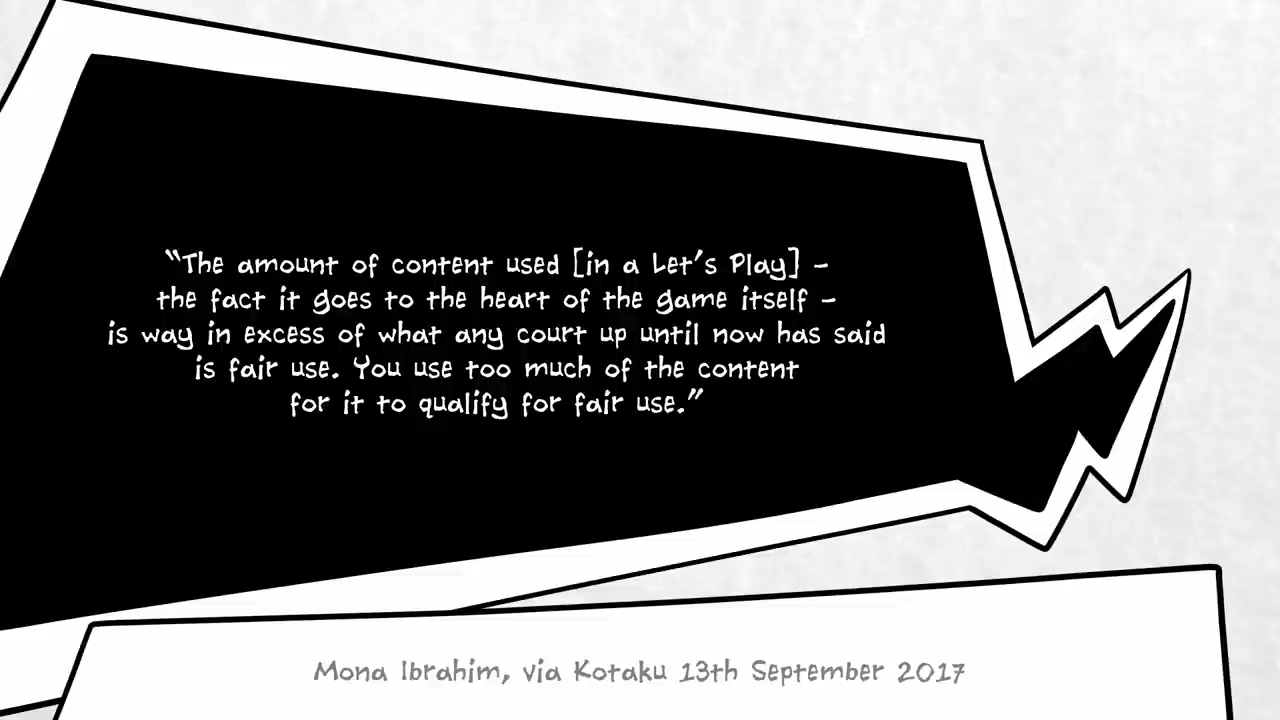 “The amount of content used [in a Let’s Play] –
the fact it goes to the heart of the game itself –
is way in excess of what any court up until now has said
is fair use. You use too much of the content
for it to qualify for fair use.”
Mona Ibrahim, via Kotaku 13th September 2017